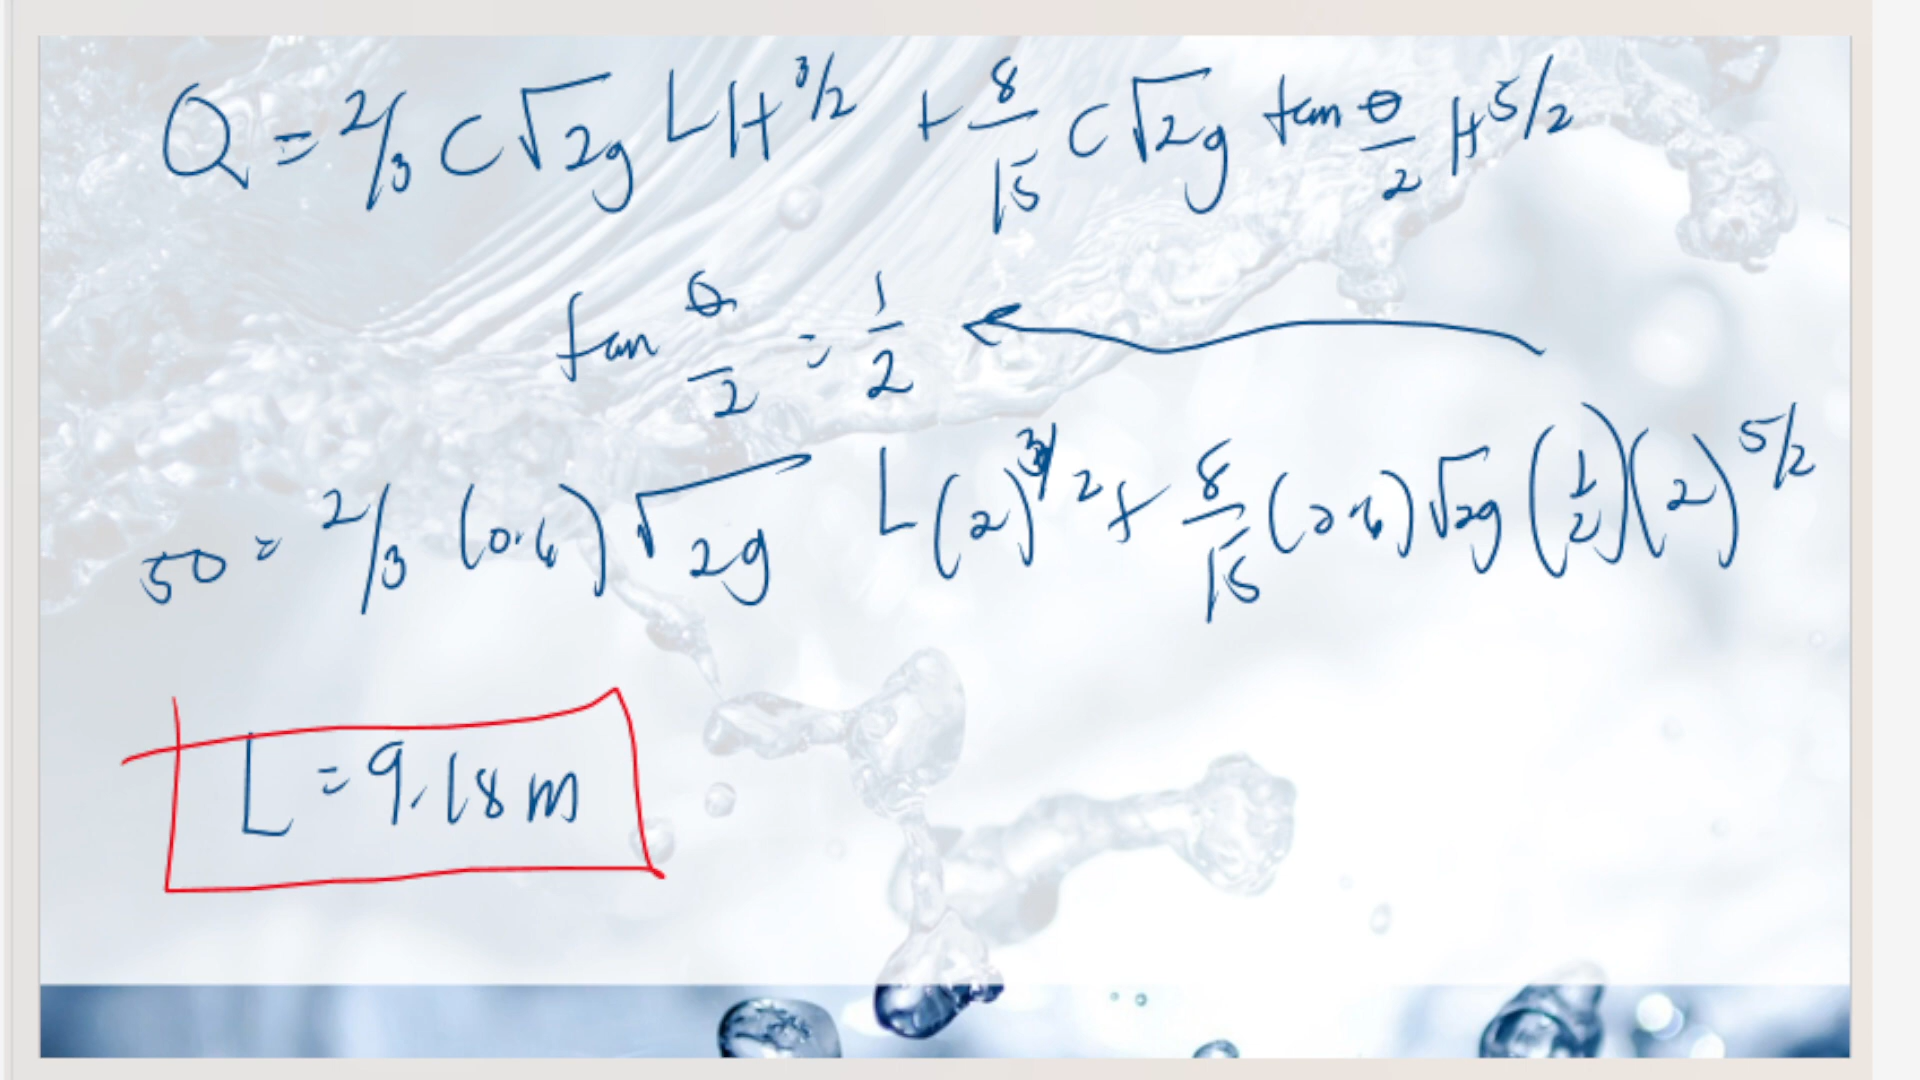 Q = 2/3 C √2g L H^3/2 + 8/15 C √2g tan θ/2 H^5/2
tan θ/2 = 1/2
50 = 2/3 (0.6) √2g L (2)^3/2 + 8/15 (0.6) √2g (1/2)(2)^5/2
L = 9.18 m